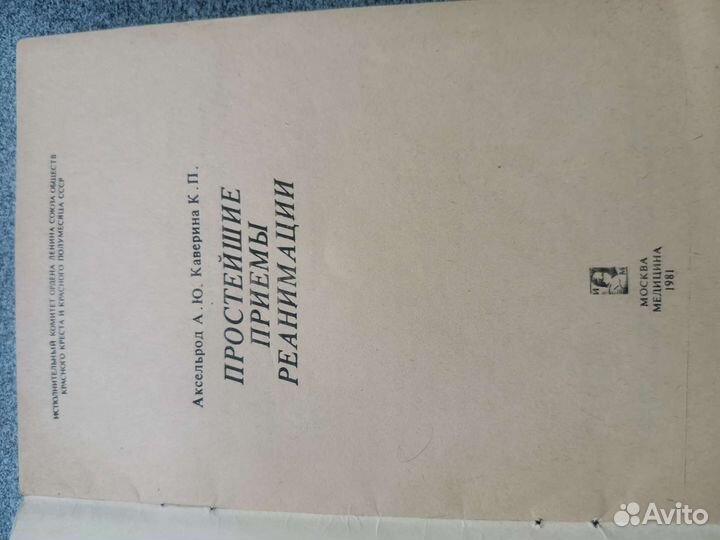 ИСПОЛНИТЕЛЬНЫЙ КОМИТЕТ ОРДЕНА ЛЕНИНА СОЮЗА ОБЩЕСТВ
КРАСНОГО КРЕСТА И КРАСНОГО ПОЛУМЕСЯЦА СССР
Аксельрод А.Ю. Каверина К.П.
ПРОСТЕЙШИЕ
ПРИЕМЫ
РЕАНИМАЦИИ
И М
МОСКВА
МЕДИЦИНА
1981
Avito